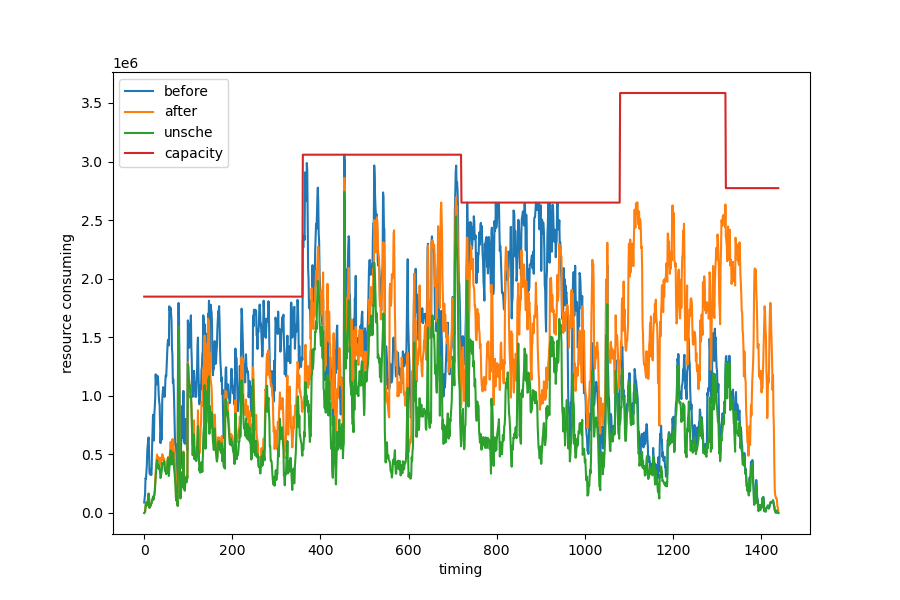 1e6
before
after
unsche
capacity
3.5
3.0
2.5
2.0
1.5
1.0
0.5
0.0
resource consuming
0 200 400 600 800 1000 1200 1400
timing